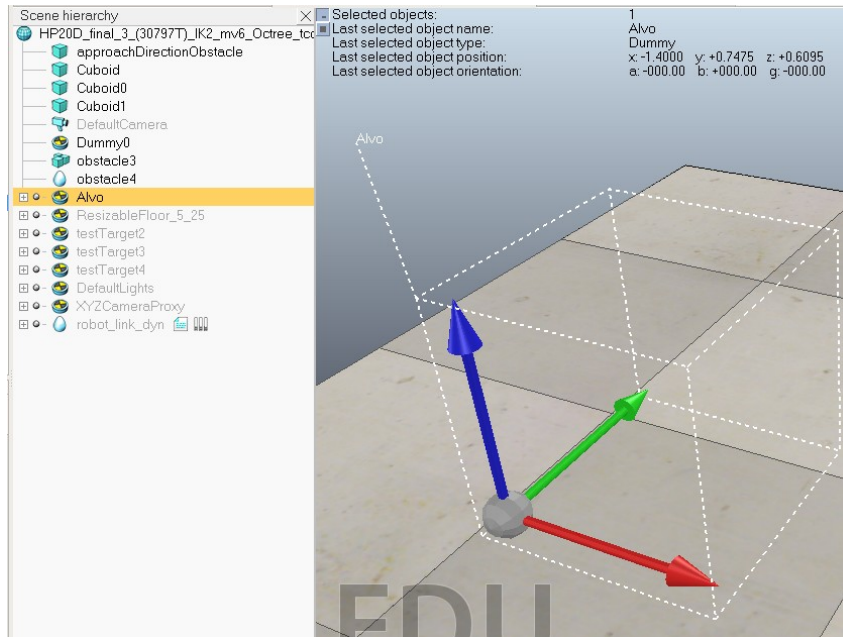 Scene hierarchy
HP20D_final_3_(30797T)_IK2_mv6_Octree_tcc
approachDirectionObstacle
Cuboid
Cuboid0
Cuboid1
DefaultCamera
Dummy0
obstacle3
obstacle4
Alvo
ResizableFloor_5_25
testTarget2
testTarget3
testTarget4
DefaultLights
XYZCameraProxy
robot_link_dyn
Selected objects: 1
Last selected object name: Alvo
Last selected object type: Dummy
Last selected object position: x: -1.4000 y: +0.7475 z: +0.6095
Last selected object orientation: a: -000.00 b: +000.00 g: -000.00
Alvo
EDU